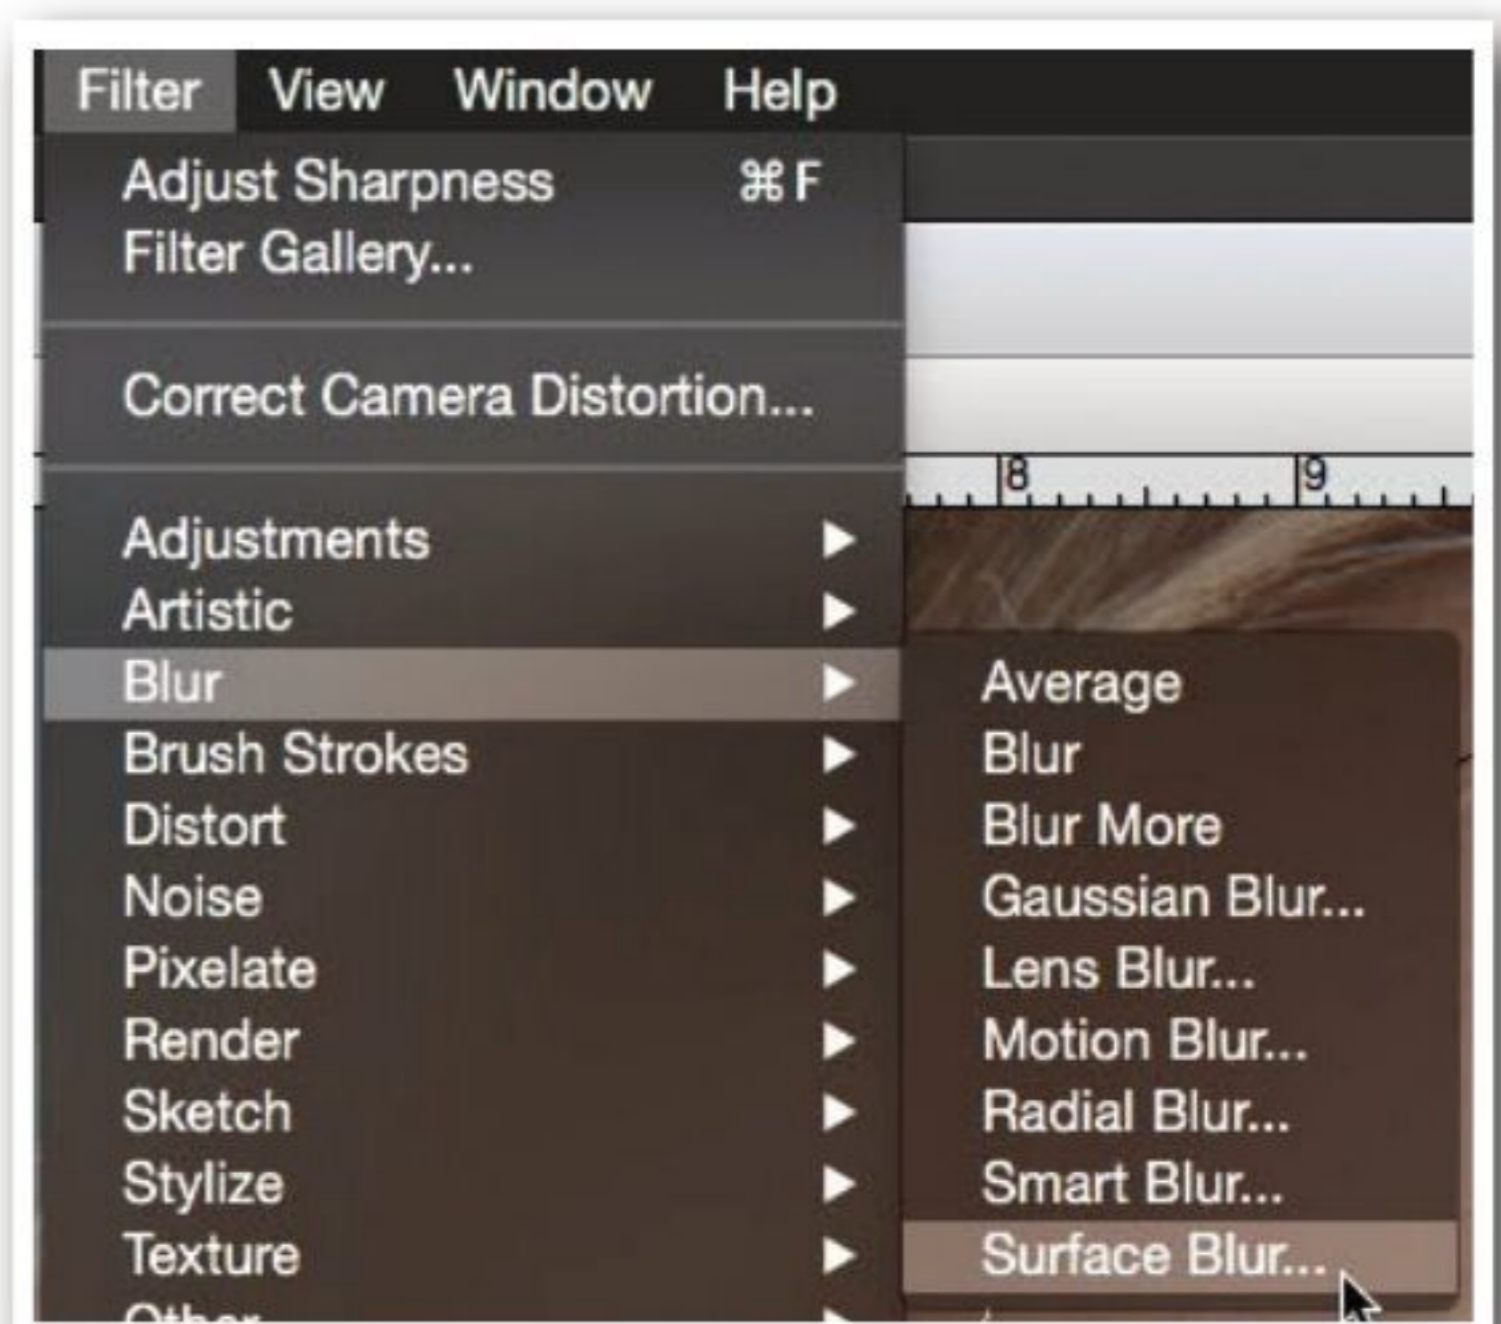 Filter View Window Help
Adjust Sharpness ⌘F
Filter Gallery...
Correct Camera Distortion...
8 9
Adjustments
Artistic
Blur
Brush Strokes
Distort
Noise
Pixelate
Render
Sketch
Stylize
Texture
Other
Average
Blur
Blur More
Gaussian Blur...
Lens Blur...
Motion Blur...
Radial Blur...
Smart Blur...
Surface Blur...